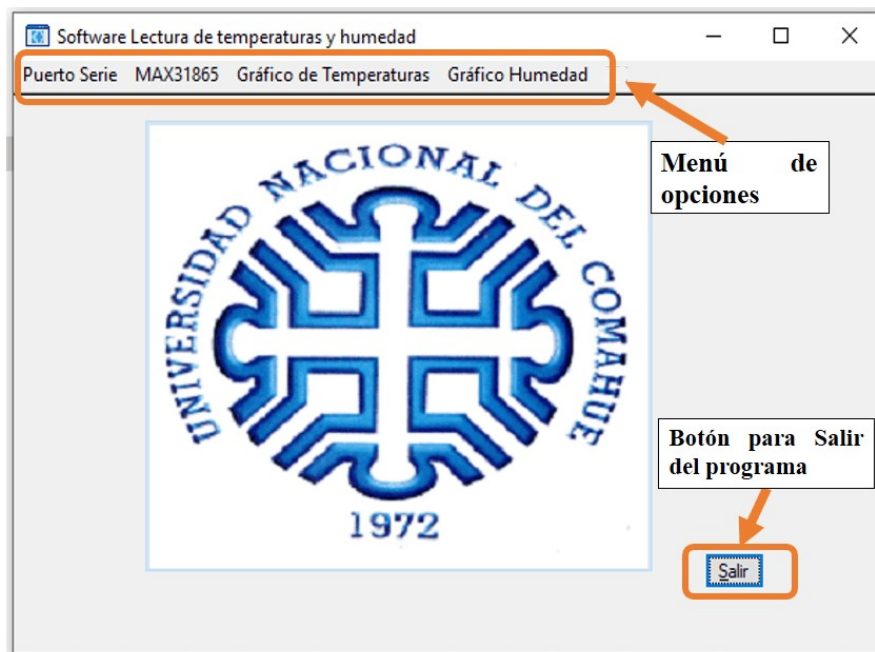 Software Lectura de temperaturas y humedad
Puerto Serie MAX31865 Gráfico de Temperaturas Gráfico Humedad
Menú de
opciones
UNIVERSIDAD NACIONAL DEL COMAHUE
1972
Botón para Salir
del programa
Salir